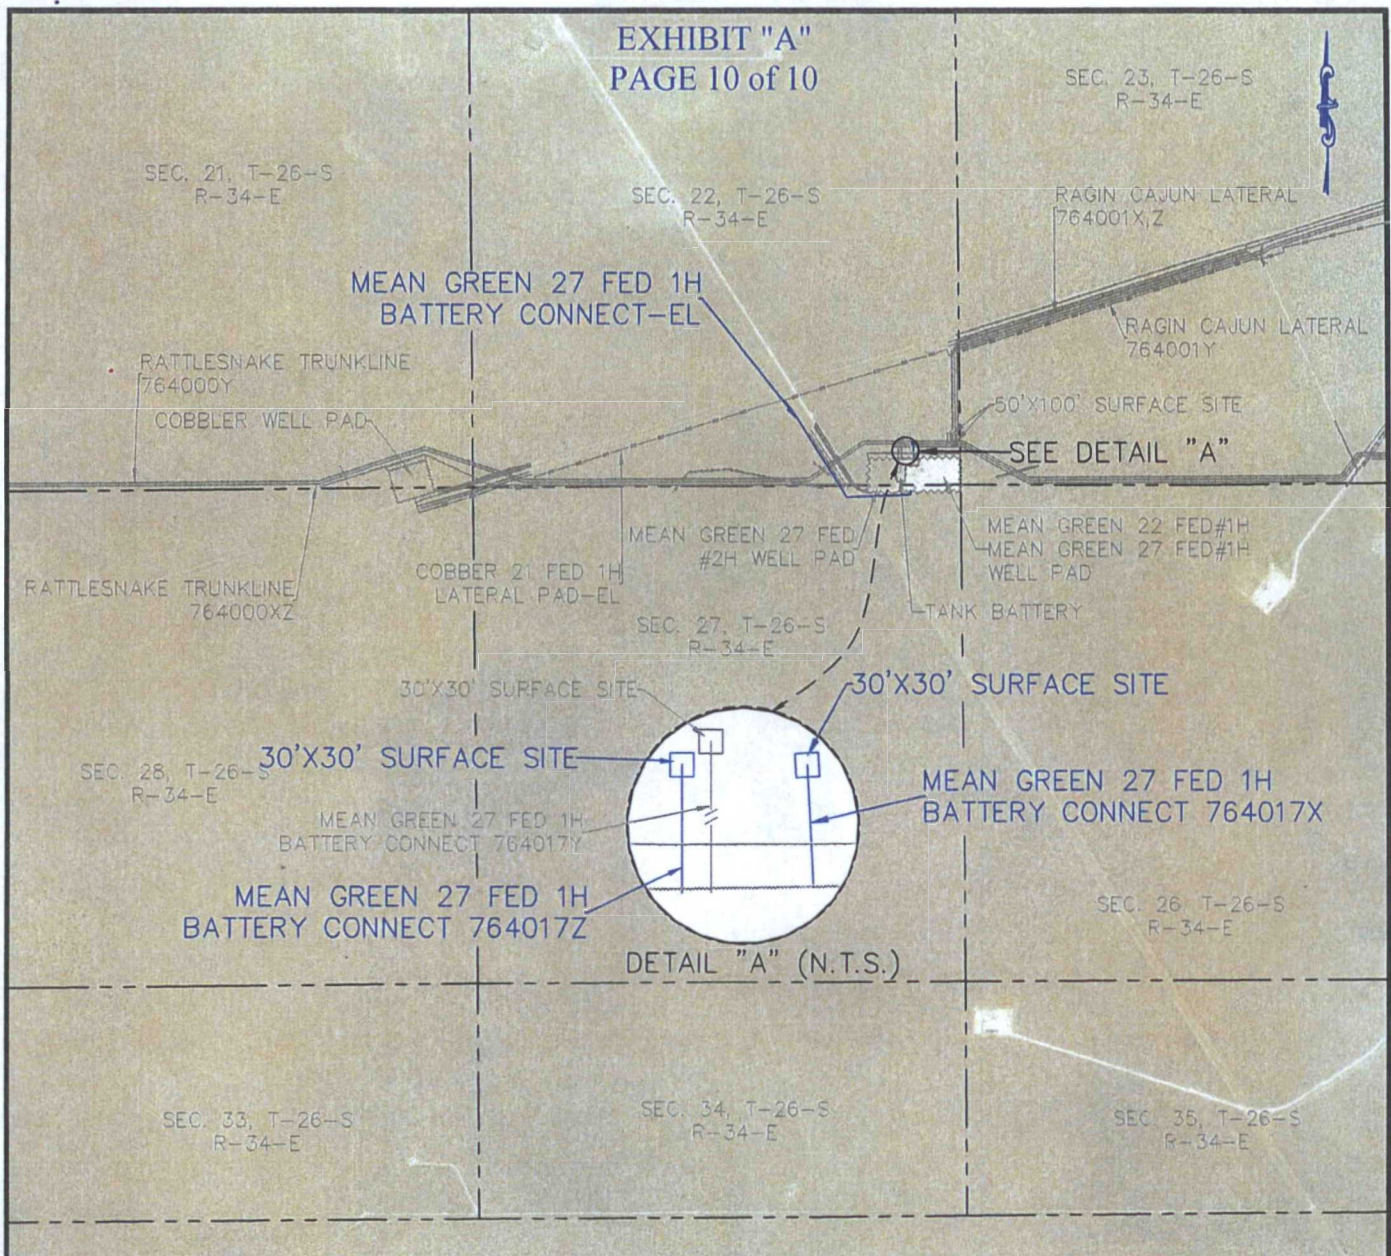 EXHIBIT "A"
PAGE 10 of 10
SEC. 23, T-26-S
R-34-E
SEC. 21, T-26-S
R-34-E
SEC. 22, T-26-S
R-34-E
RAGIN CAJUN LATERAL
764001X,Z
MEAN GREEN 27 FED 1H
BATTERY CONNECT-EL
RAGIN CAJUN LATERAL
764001Y
RATTLESNAKE TRUNKLINE
764000Y
COBBLER WELL PAD
50'X100' SURFACE SITE
SEE DETAIL "A"
MEAN GREEN 27 FED
#2H WELL PAD
MEAN GREEN 22 FED#1H
MEAN GREEN 27 FED#1H
WELL PAD
RATTLESNAKE TRUNKLINE
764000XZ
COBBER 21 FED 1H
LATERAL PAD-EL
TANK BATTERY
SEC. 27, T-26-S
R-34-E
30'X30' SURFACE SITE
30'X30' SURFACE SITE
30'X30' SURFACE SITE
SEC. 28, T-26-S
R-34-E
MEAN GREEN 27 FED 1H
BATTERY CONNECT 764017X
MEAN GREEN 27 FED 1H
BATTERY CONNECT 764017Y
MEAN GREEN 27 FED 1H
BATTERY CONNECT 764017Z
SEC. 26, T-26-S
R-34-E
DETAIL "A" (N.T.S.)
SEC. 33, T-26-S
R-34-E
SEC. 34, T-26-S
R-34-E
SEC. 35, T-26-S
R-34-E